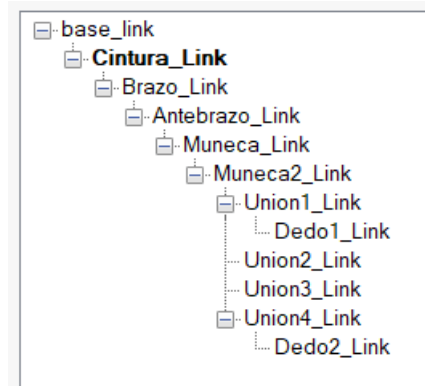 base_link
Cintura_Link
Brazo_Link
Antebrazo_Link
Muneca_Link
Muneca2_Link
Union1_Link
Dedo1_Link
Union2_Link
Union3_Link
Union4_Link
Dedo2_Link